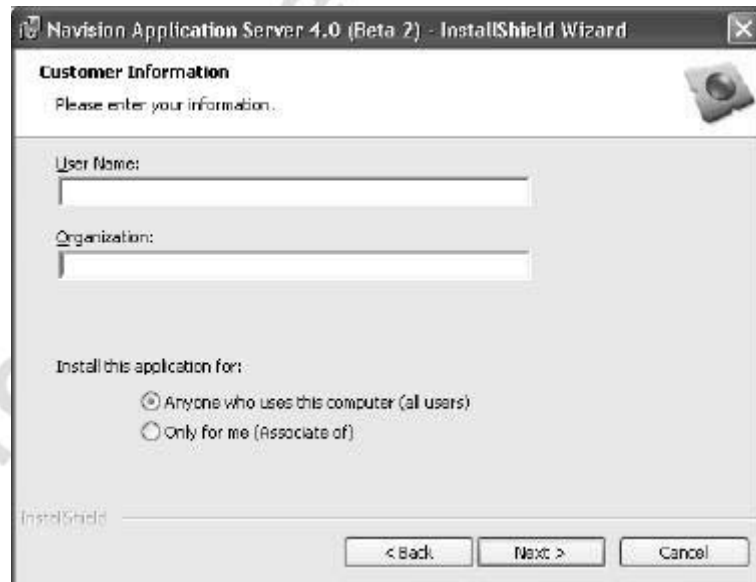 Navision Application Server 4.0 (Beta 2) - InstallShield Wizard
Customer Information
Please enter your information.
User Name:
Organization:
Install this application for:
Anyone who uses this computer (all users)
Only for me (Associate of)
InstallShield
< Back Next > Cancel